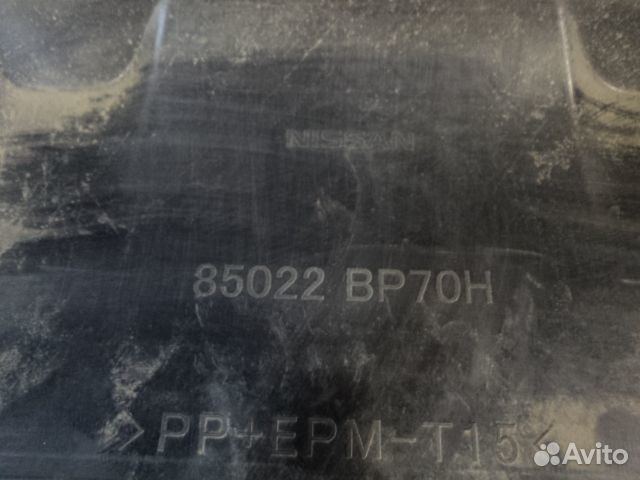 NISSAN
85022 BP70H
>PP+EPM-T15<
Avito